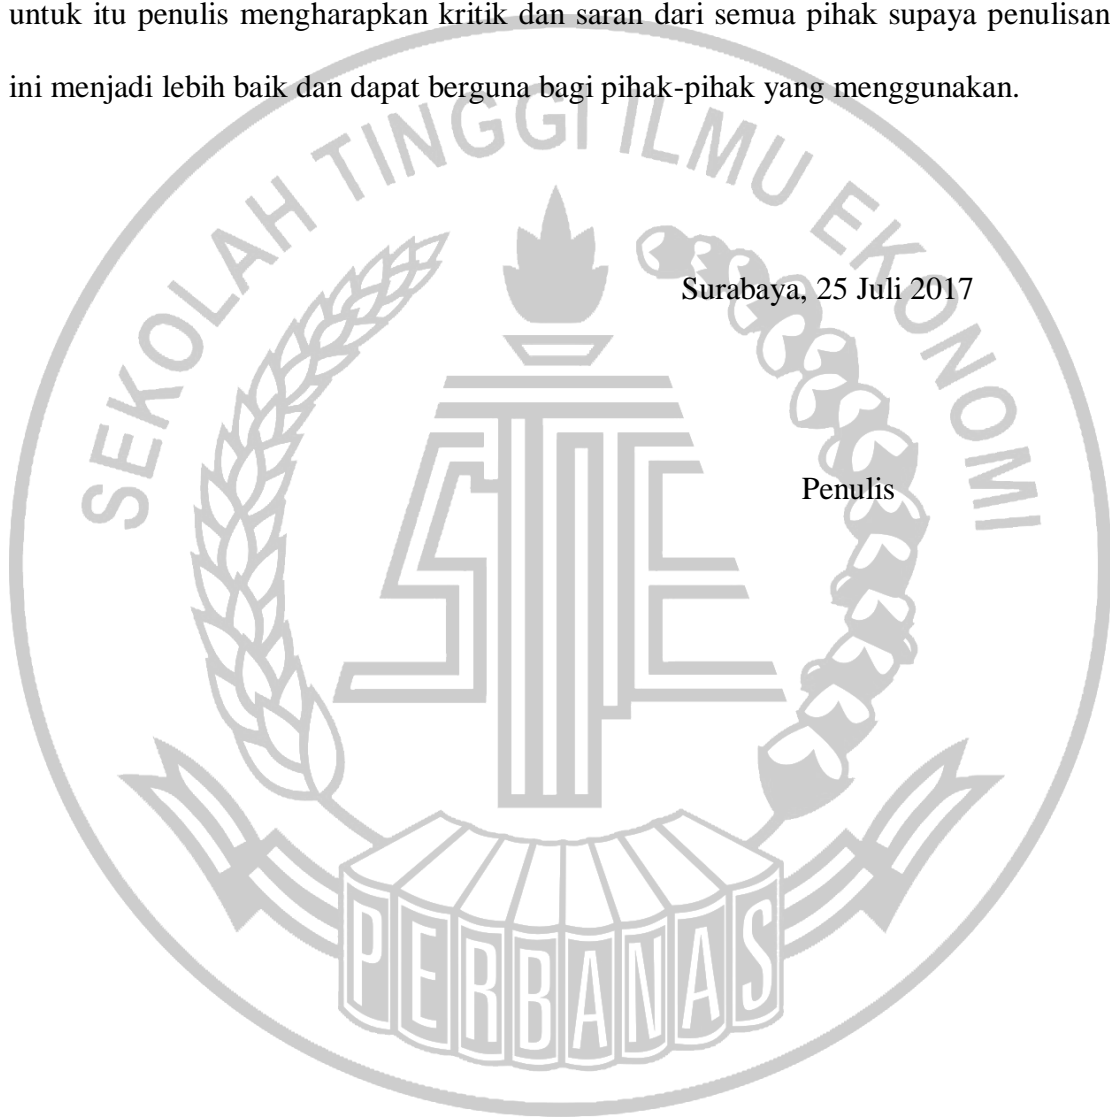 untuk itu penulis mengharapkan kritik dan saran dari semua pihak supaya penulisan
ini menjadi lebih baik dan dapat berguna bagi pihak-pihak yang menggunakan.
SEKOLAH TINGGI ILMU EKONOMI
Surabaya, 25 Juli 2017
Penulis
STIE
PERBANAS